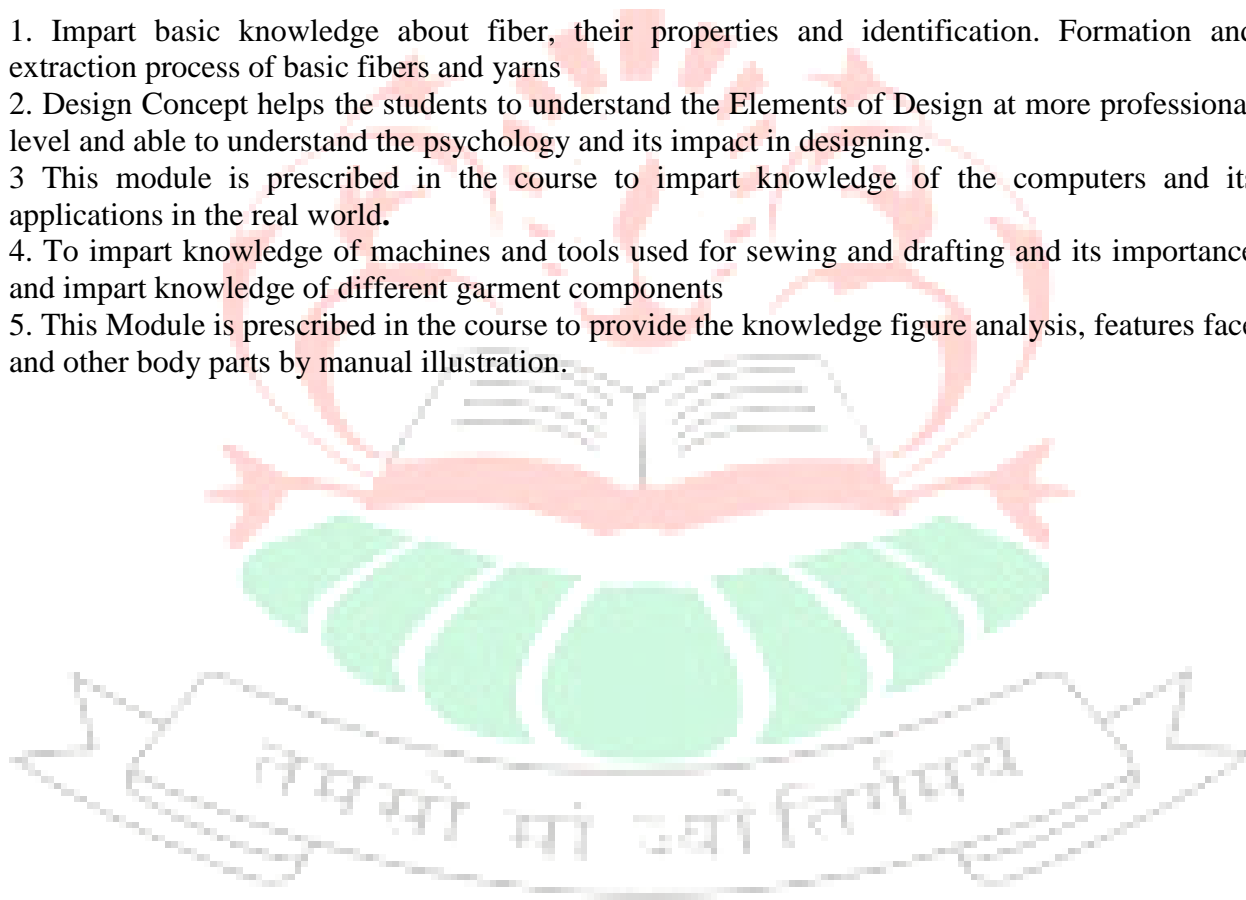 1. Impart basic knowledge about fiber, their properties and identification. Formation and
extraction process of basic fibers and yarns
2. Design Concept helps the students to understand the Elements of Design at more professional
level and able to understand the psychology and its impact in designing.
3 This module is prescribed in the course to impart knowledge of the computers and its
applications in the real world.
4. To impart knowledge of machines and tools used for sewing and drafting and its importance
and impart knowledge of different garment components
5. This Module is prescribed in the course to provide the knowledge figure analysis, features face
and other body parts by manual illustration.